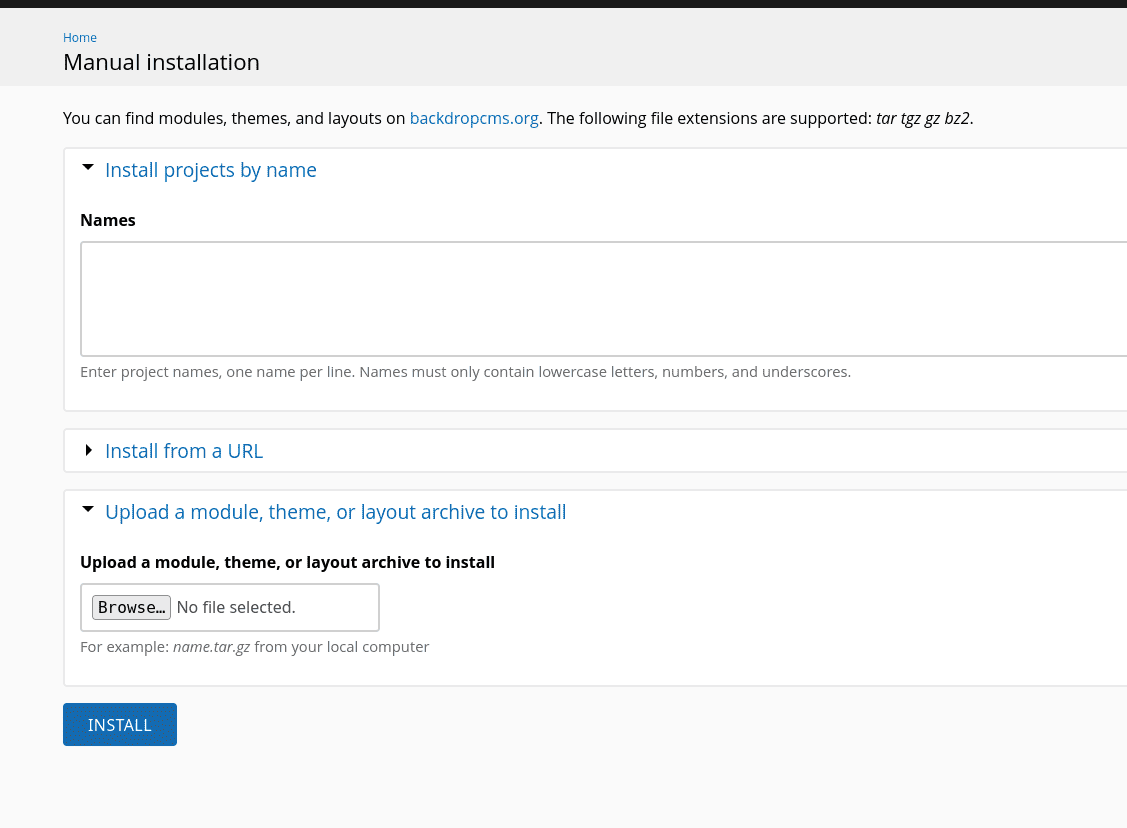 Home
Manual installation
You can find modules, themes, and layouts on backdropcms.org. The following file extensions are supported: tar tgz gz bz2.
Install projects by name
Names
Enter project names, one name per line. Names must only contain lowercase letters, numbers, and underscores.
Install from a URL
Upload a module, theme, or layout archive to install
Upload a module, theme, or layout archive to install
Browse… No file selected.
For example: name.tar.gz from your local computer
INSTALL